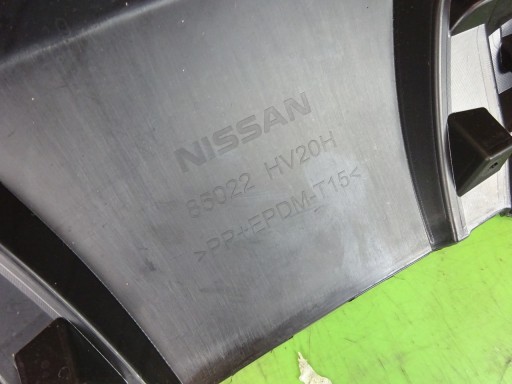 NISSAN
85022 HV20H
>PP+EPDM-T15<